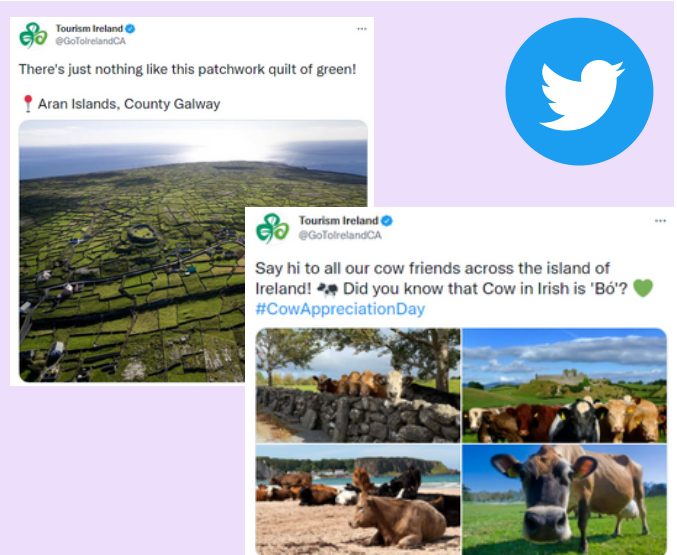 Tourism Ireland
@GoToIrelandCA
There's just nothing like this patchwork quilt of green!
📍 Aran Islands, County Galway
Tourism Ireland
@GoToIrelandCA
Say hi to all our cow friends across the island of
Ireland! 🐄 Did you know that Cow in Irish is 'Bó'? 💚
#CowAppreciationDay